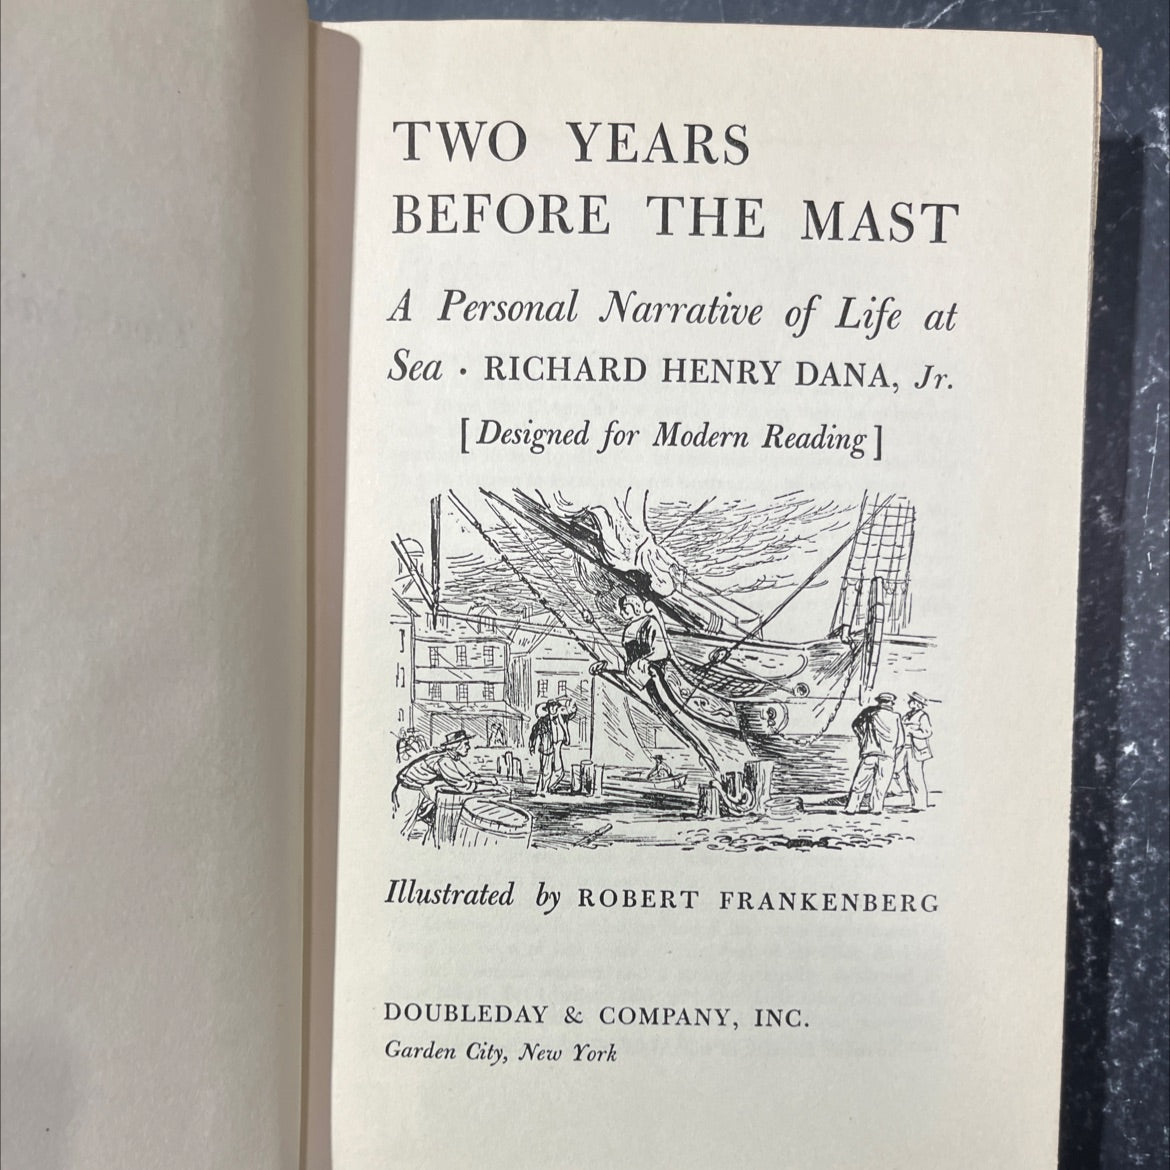 TWO YEARS
BEFORE THE MAST
A Personal Narrative of Life at
Sea · RICHARD HENRY DANA, Jr.
[Designed for Modern Reading]
Illustrated by ROBERT FRANKENBERG
DOUBLEDAY & COMPANY, INC.
Garden City, New York